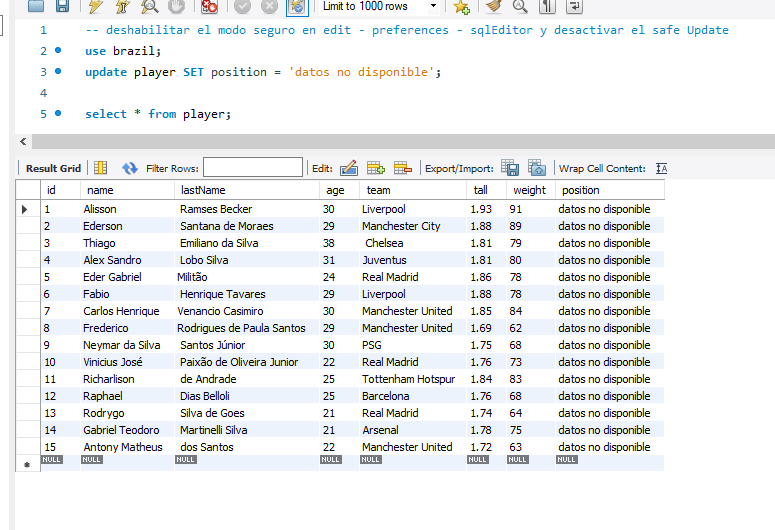 Limit to 1000 rows
1 -- deshabilitar el modo seguro en edit - preferences - sqlEditor y desactivar el safe Update
2 use brazil;
3 update player SET position = 'datos no disponible';
4
5 select * from player;
Result Grid Filter Rows: Edit: Export/Import: Wrap Cell Content:
id name lastName age team tall weight position
1 Alisson Ramses Becker 30 Liverpool 1.93 91 datos no disponible
2 Ederson Santana de Moraes 29 Manchester City 1.88 89 datos no disponible
3 Thiago Emiliano da Silva 38 Chelsea 1.81 79 datos no disponible
4 Alex Sandro Lobo Silva 31 Juventus 1.81 80 datos no disponible
5 Eder Gabriel Militão 24 Real Madrid 1.86 78 datos no disponible
6 Fabio Henrique Tavares 29 Liverpool 1.88 78 datos no disponible
7 Carlos Henrique Venancio Casimiro 30 Manchester United 1.85 84 datos no disponible
8 Frederico Rodrigues de Paula Santos 29 Manchester United 1.69 62 datos no disponible
9 Neymar da Silva Santos Júnior 30 PSG 1.75 68 datos no disponible
10 Vinicius José Paixão de Oliveira Junior 22 Real Madrid 1.76 73 datos no disponible
11 Richarlison de Andrade 25 Tottenham Hotspur 1.84 83 datos no disponible
12 Raphael Dias Belloli 25 Barcelona 1.76 68 datos no disponible
13 Rodrygo Silva de Goes 21 Real Madrid 1.74 64 datos no disponible
14 Gabriel Teodoro Martinelli Silva 21 Arsenal 1.78 75 datos no disponible
15 Antony Matheus dos Santos 22 Manchester United 1.72 63 datos no disponible
NULL NULL NULL NULL NULL NULL NULL NULL